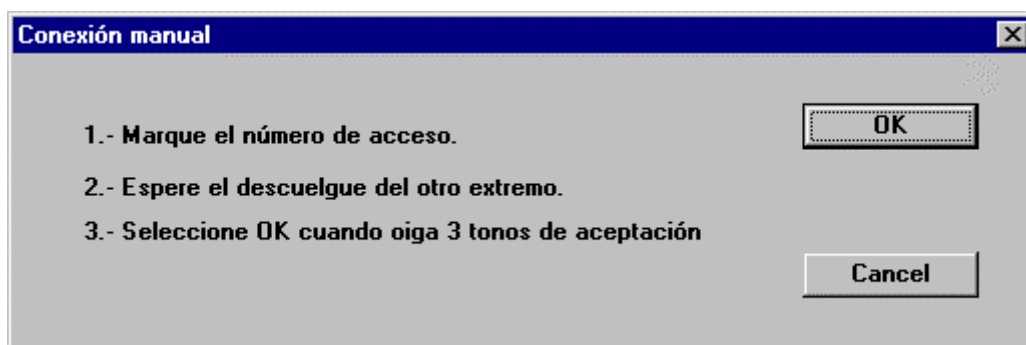 Conexión manual
1.- Marque el número de acceso.
OK
2.- Espere el descuelgue del otro extremo.
3.- Seleccione OK cuando oiga 3 tonos de aceptación
Cancel